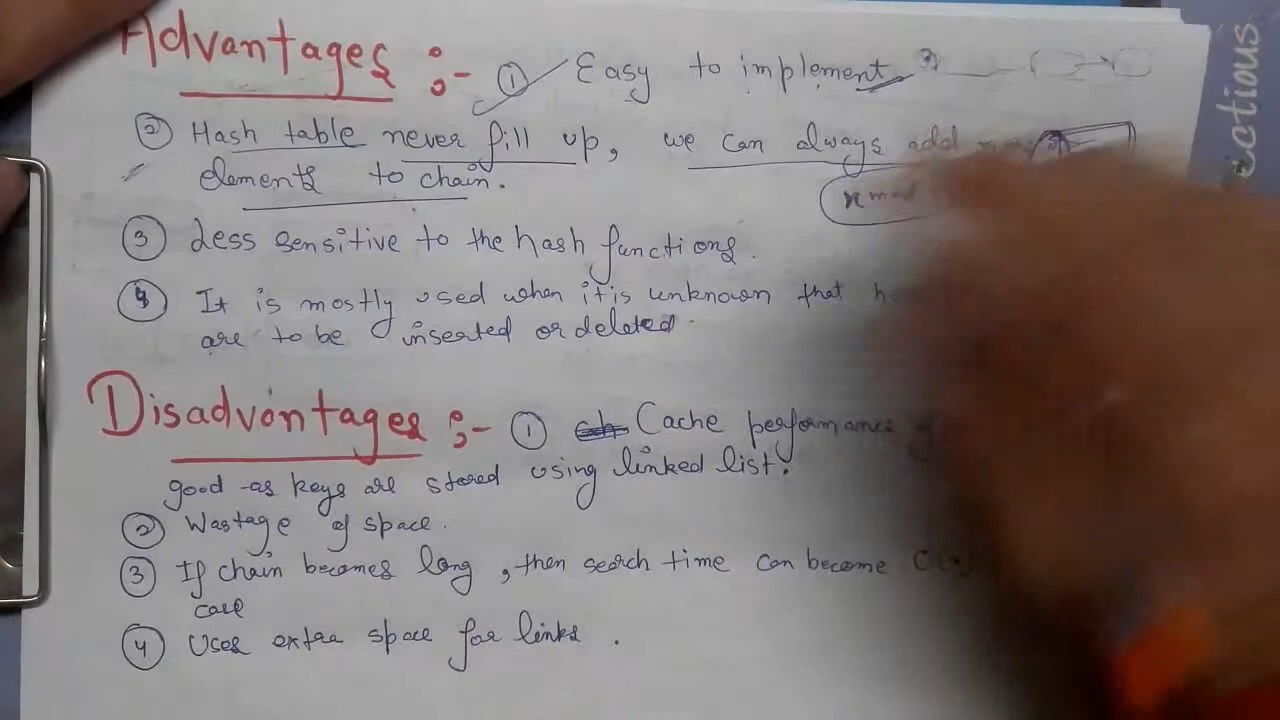 Advantages :- ① Easy to implement
② Hash table never fill up, we can always add
elements to chain.
③ Less sensitive to the hash functions.
④ It is mostly used when it is unknown that
are to be inserted or deleted.
Disadvantages :- ① Cache performance
good as keys are stored using linked list.
② Wastage of space.
③ If chain becomes long, then search time can become
case
④ Uses extra space for links.
ctions